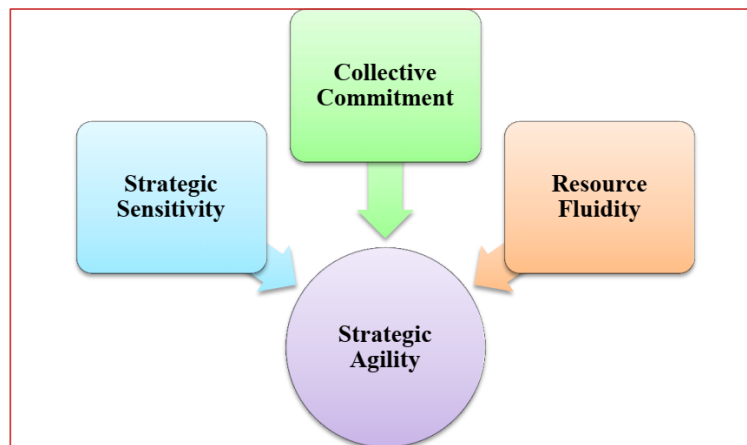 Collective
Commitment
Strategic
Sensitivity
Resource
Fluidity
Strategic
Agility